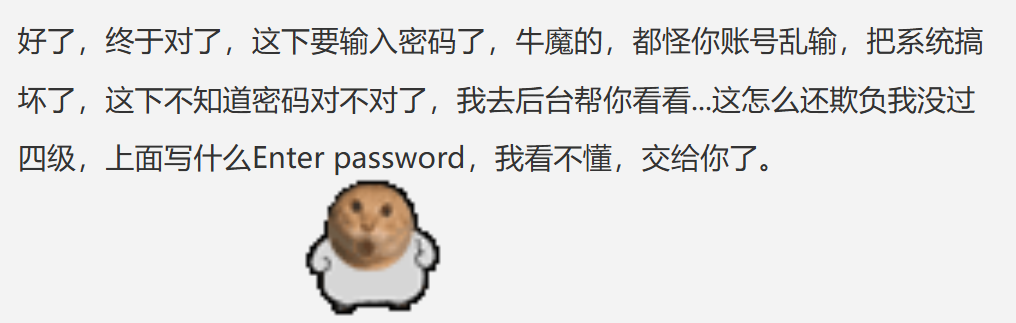 好了，终于对了，这下要输入密码了，牛魔的，都怪你账号乱输，把系统搞
坏了，这下不知道密码对不对了，我去后台帮你看看...这怎么还欺负我没过
四级，上面写什么Enter password，我看不懂，交给你了。